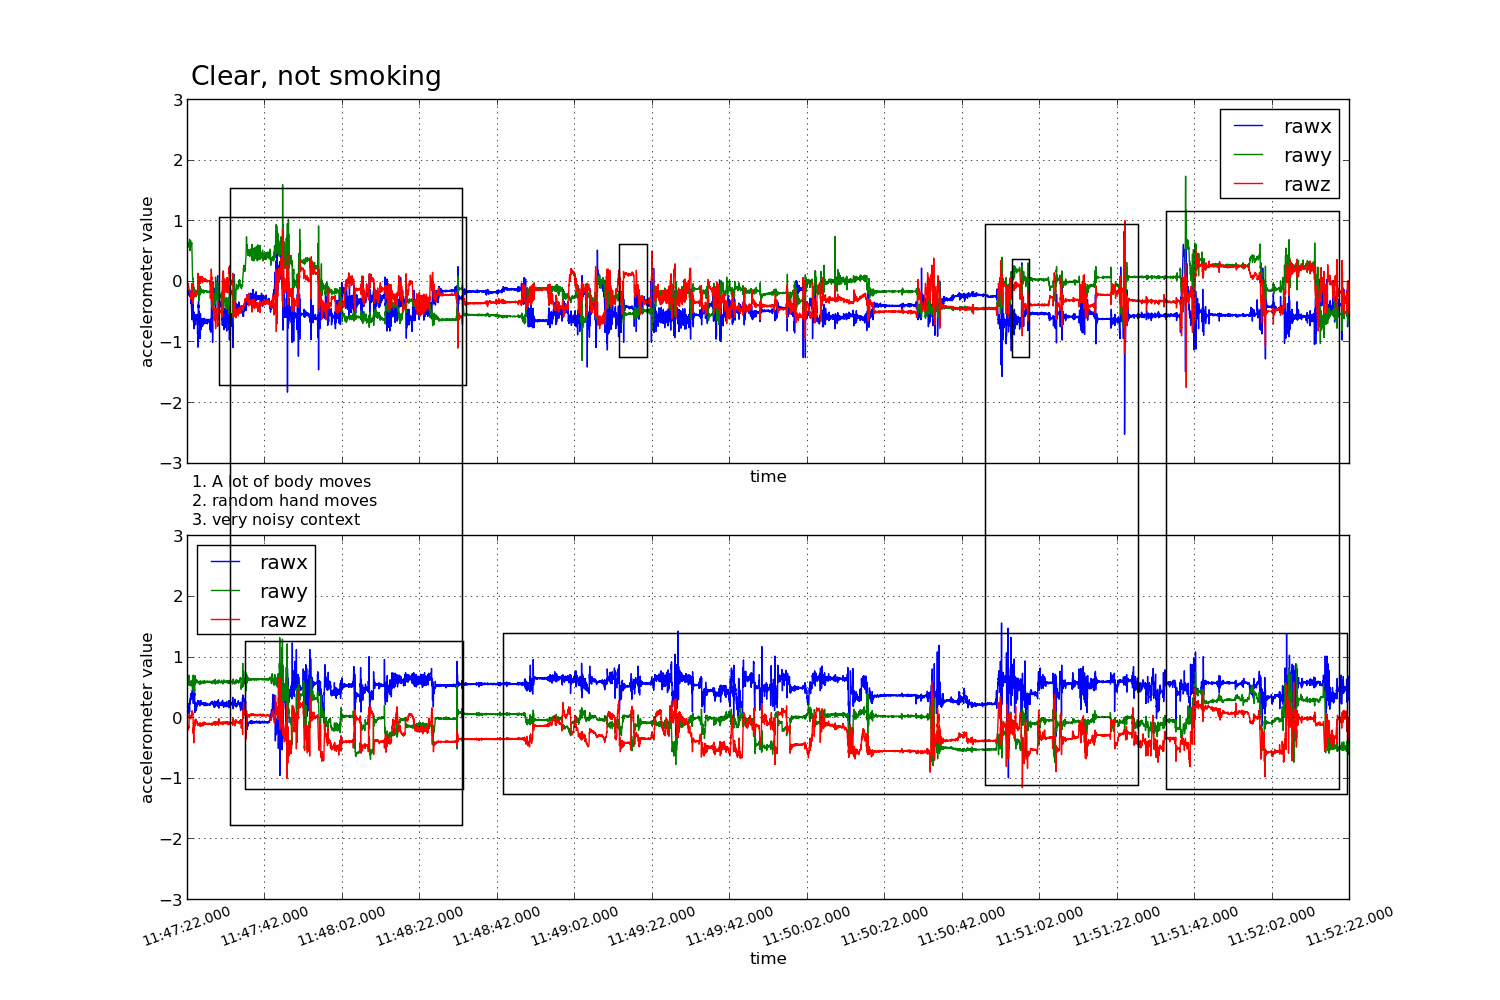 Clear, not smoking
3
2
1
0
−1
−2
−3
accelerometer value
rawx
rawy
rawz
time
1. A lot of body moves
2. random hand moves
3. very noisy context
3
2
1
0
−1
−2
−3
accelerometer value
rawx
rawy
rawz
11:47:22.000 11:47:42.000 11:48:02.000 11:48:22.000 11:48:42.000 11:49:02.000 11:49:22.000 11:49:42.000 11:50:02.000 11:50:22.000 11:50:42.000 11:51:02.000 11:51:22.000 11:51:42.000 11:52:02.000 11:52:22.000
time